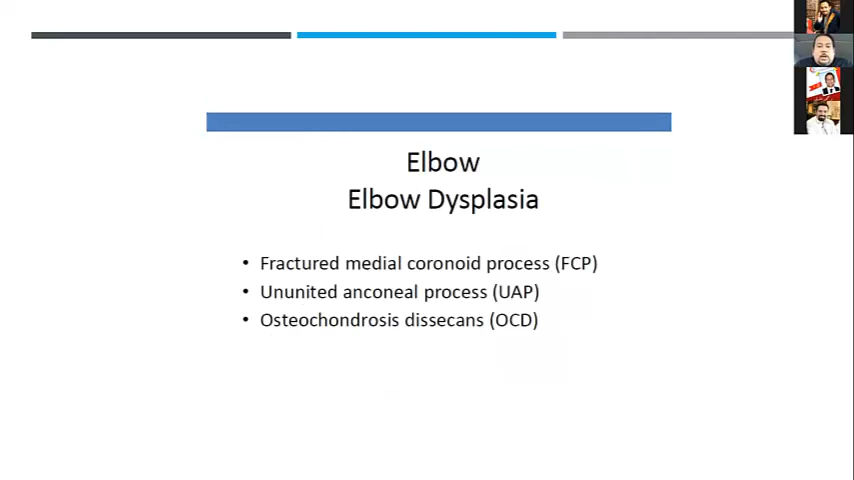 Elbow
Elbow Dysplasia
• Fractured medial coronoid process (FCP)
• Ununited anconeal process (UAP)
• Osteochondrosis dissecans (OCD)